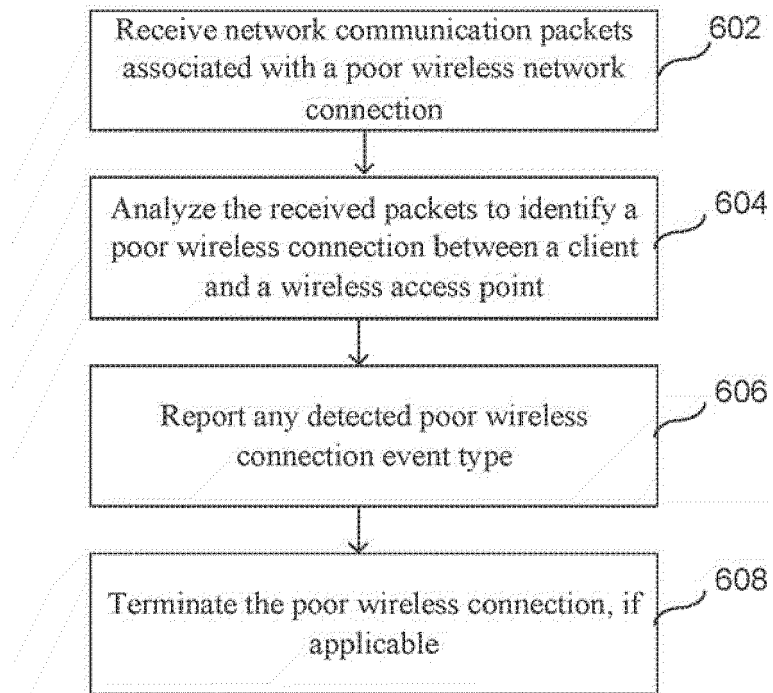 Receive network communication packets
associated with a poor wireless network
connection
602
Analyze the received packets to identify a
poor wireless connection between a client
and a wireless access point
604
Report any detected poor wireless
connection event type
606
Terminate the poor wireless connection, if
applicable
608